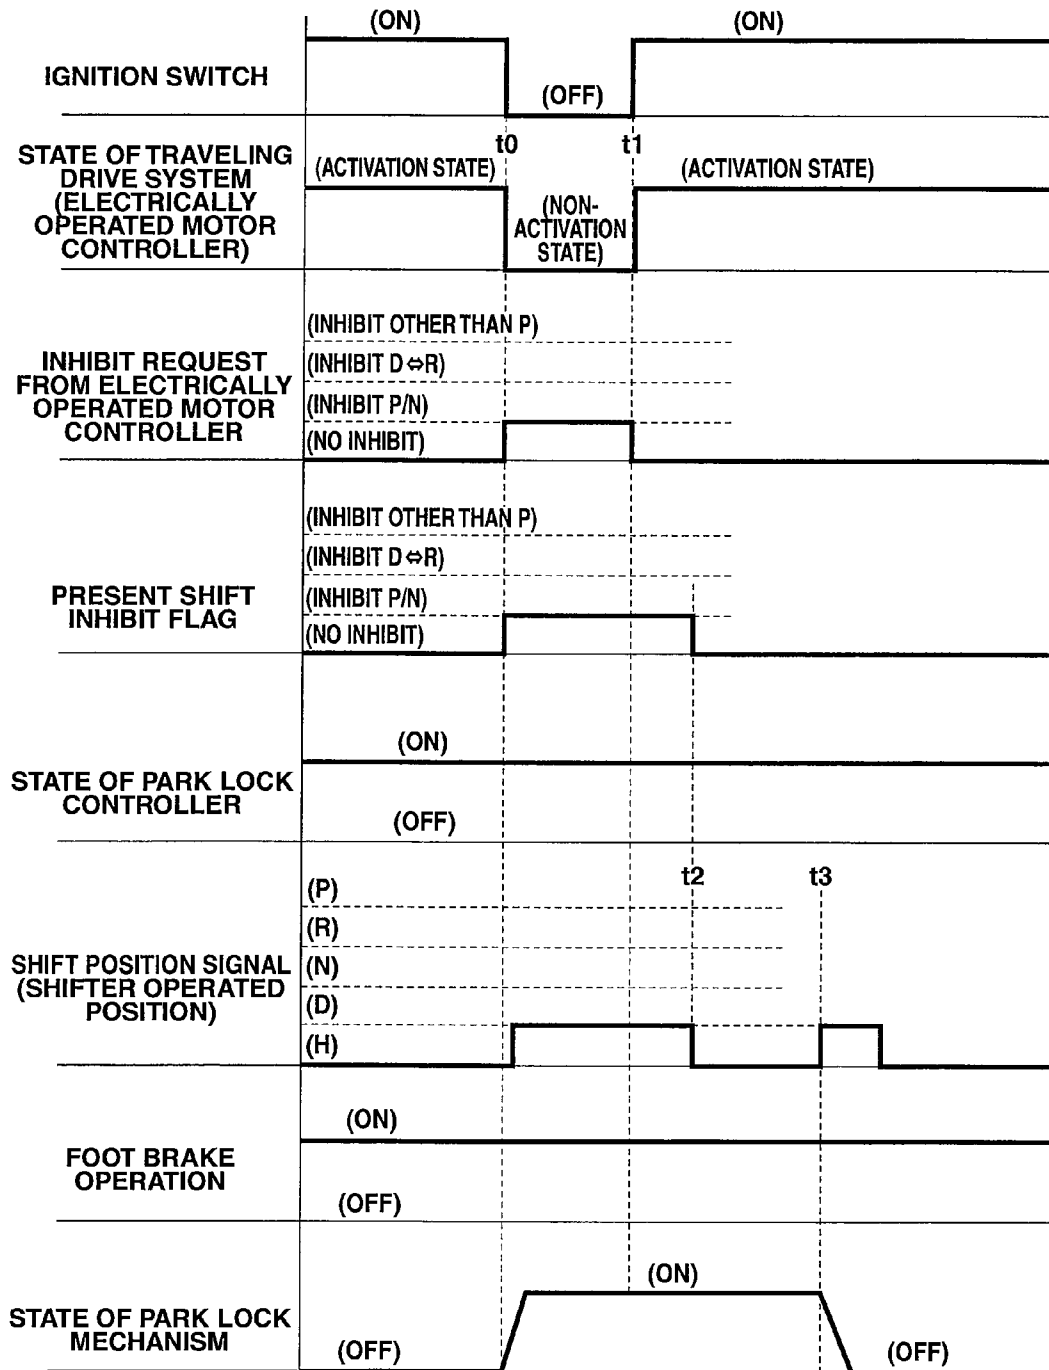 (ON)
(ON)
IGNITION SWITCH
(OFF)
t0
t1
STATE OF TRAVELING
DRIVE SYSTEM
(ELECTRICALLY
OPERATED MOTOR
CONTROLLER)
(ACTIVATION STATE)
(ACTIVATION STATE)
(NON-
ACTIVATION
STATE)
INHIBIT REQUEST
FROM ELECTRICALLY
OPERATED MOTOR
CONTROLLER
(INHIBIT OTHER THAN P)
(INHIBIT D⇔R)
(INHIBIT P/N)
(NO INHIBIT)
PRESENT SHIFT
INHIBIT FLAG
(INHIBIT OTHER THAN P)
(INHIBIT D⇔R)
(INHIBIT P/N)
(NO INHIBIT)
STATE OF PARK LOCK
CONTROLLER
(ON)
(OFF)
t2
t3
SHIFT POSITION SIGNAL
(SHIFTER OPERATED
POSITION)
(P)
(R)
(N)
(D)
(H)
FOOT BRAKE
OPERATION
(ON)
(OFF)
STATE OF PARK LOCK
MECHANISM
(OFF)
(ON)
(OFF)